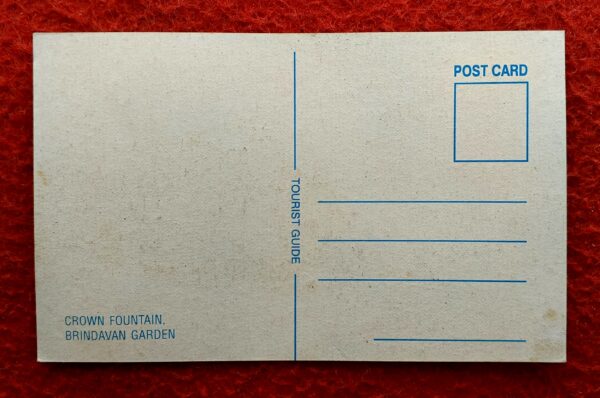 POST CARD
TOURIST GUIDE
CROWN FOUNTAIN,
BRINDAVAN GARDEN